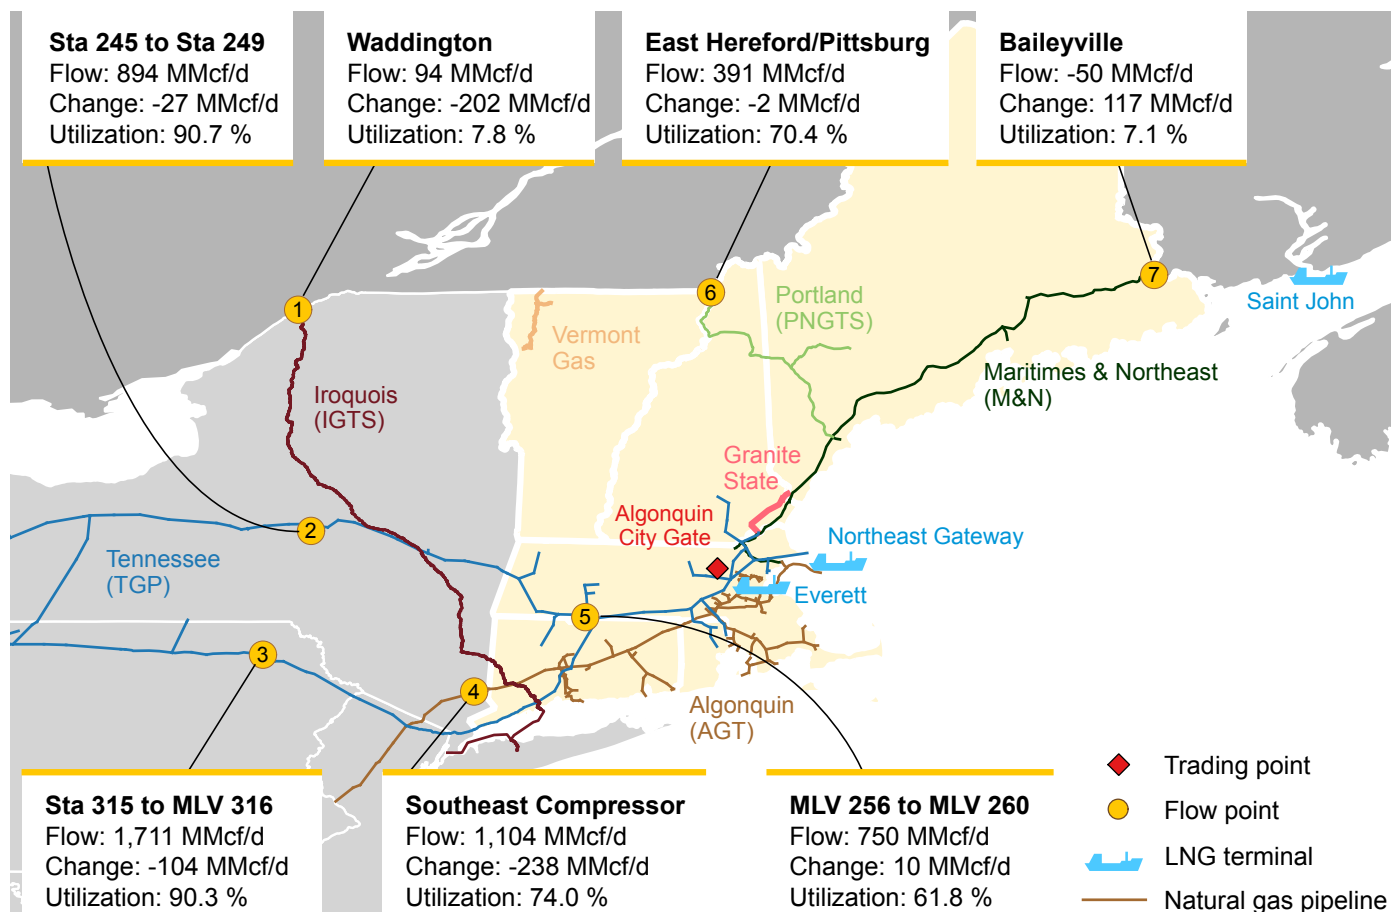 Sta 245 to Sta 249
Flow: 894 MMcf/d
Change: -27 MMcf/d
Utilization: 90.7 %
Waddington
Flow: 94 MMcf/d
Change: -202 MMcf/d
Utilization: 7.8 %
East Hereford/Pittsburg
Flow: 391 MMcf/d
Change: -2 MMcf/d
Utilization: 70.4 %
Baileyville
Flow: -50 MMcf/d
Change: 117 MMcf/d
Utilization: 7.1 %
1
6
7
Portland
(PNGTS)
Saint John
Vermont
Gas
Maritimes & Northeast
(M&N)
Iroquois
(IGTS)
Granite
State
Algonquin
City Gate
2
Northeast Gateway
Tennessee
(TGP)
Everett
5
3
4
Algonquin
(AGT)
Sta 315 to MLV 316
Flow: 1,711 MMcf/d
Change: -104 MMcf/d
Utilization: 90.3 %
Southeast Compressor
Flow: 1,104 MMcf/d
Change: -238 MMcf/d
Utilization: 74.0 %
MLV 256 to MLV 260
Flow: 750 MMcf/d
Change: 10 MMcf/d
Utilization: 61.8 %
Trading point
Flow point
LNG terminal
Natural gas pipeline